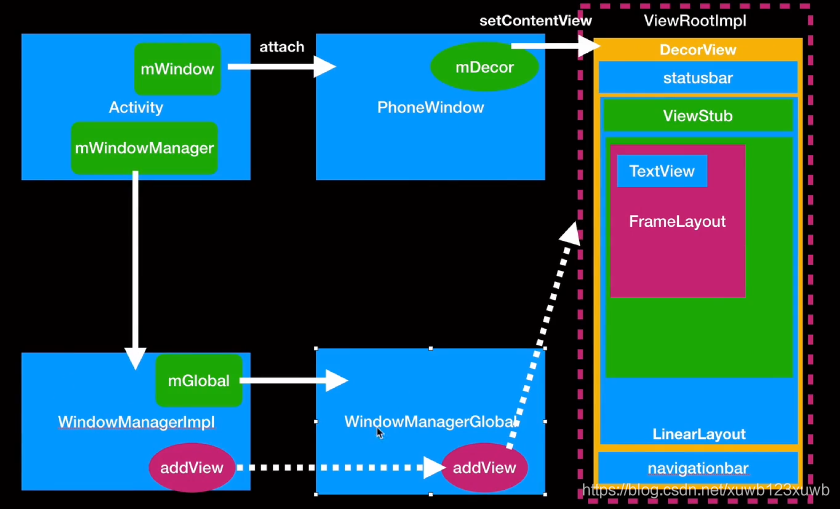 setContentView
ViewRootImpl
attach
mWindow
Activity
mWindowManager
mDecor
PhoneWindow
DecorView
statusbar
ViewStub
TextView
FrameLayout
LinearLayout
navigationbar
mGlobal
WindowManagerImpl
addView
WindowManagerGlobal
addView
https://blog.csdn.net/xuwb123xuwb